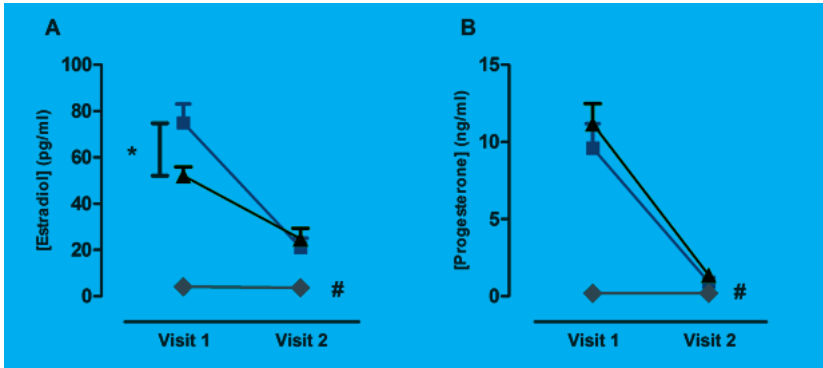 A
[Estradiol] (pg/ml)
100
80
60
40
20
0
*
#
Visit 1 Visit 2
B
[Progesterone] (ng/ml)
15
10
5
0
#
Visit 1 Visit 2